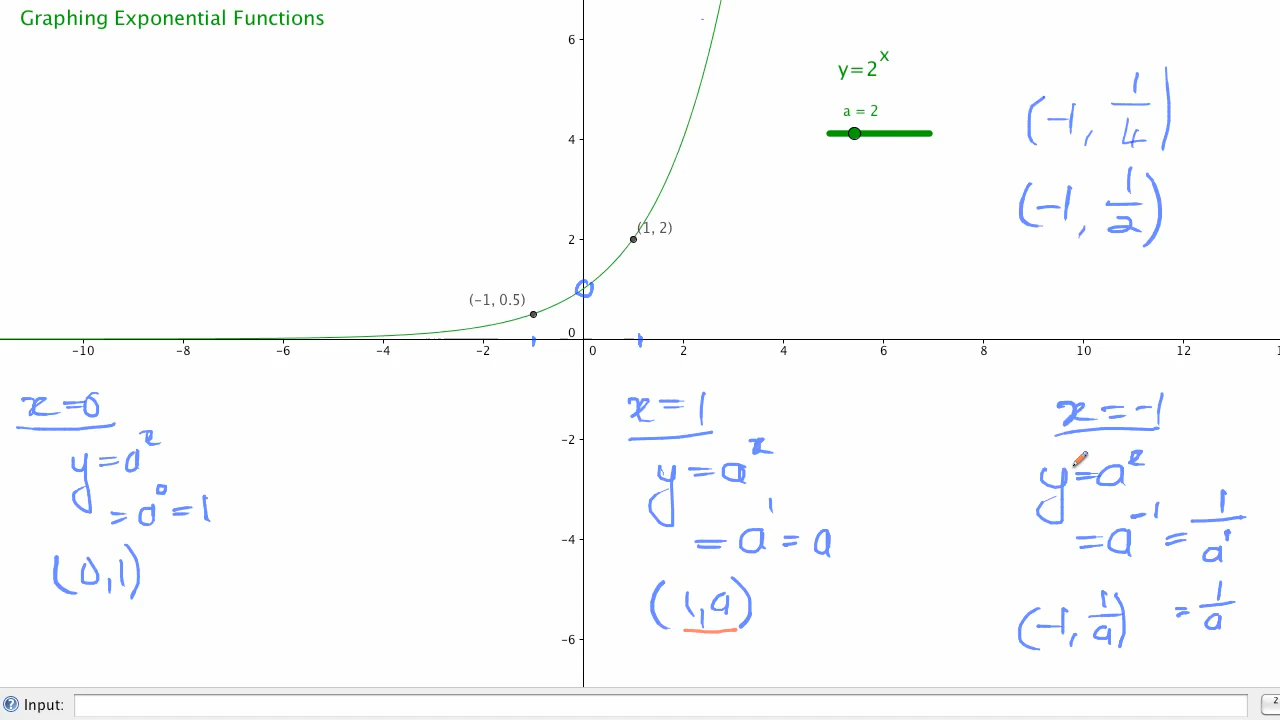 Graphing Exponential Functions
6
4
2
0
y=2^x
a = 2
(-1, 1/4)
(-1, 1/2)
(1, 2)
(-1, 0.5)
-10 -8 -6 -4 -2 0 2 4 6 8 10 12
-2
-4
-6
x=0
y=a^x
=a^0=1
(0,1)
x=1
y=a^x
=a^1=a
(1,a)
x=-1
y=a^x
=a^-1=1/a^1
=1/a
(-1, 1/a)
Input: